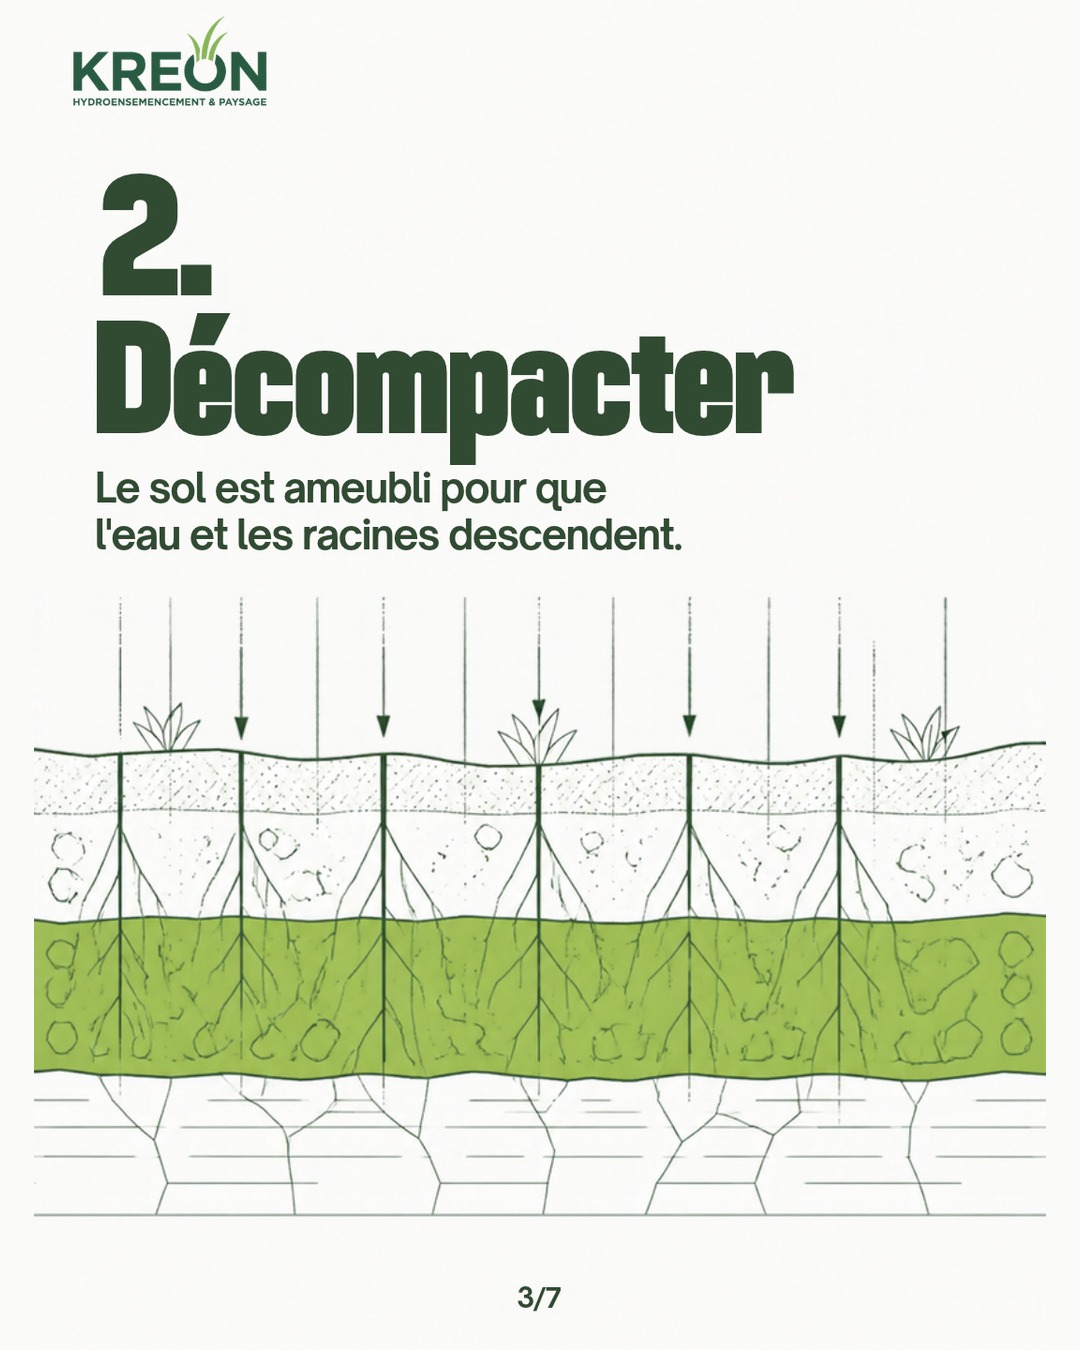 KREON
HYDROENSEMENCEMENT & PAYSAGE
2.
Décompacter
Le sol est ameubli pour que
l'eau et les racines descendent.
3/7